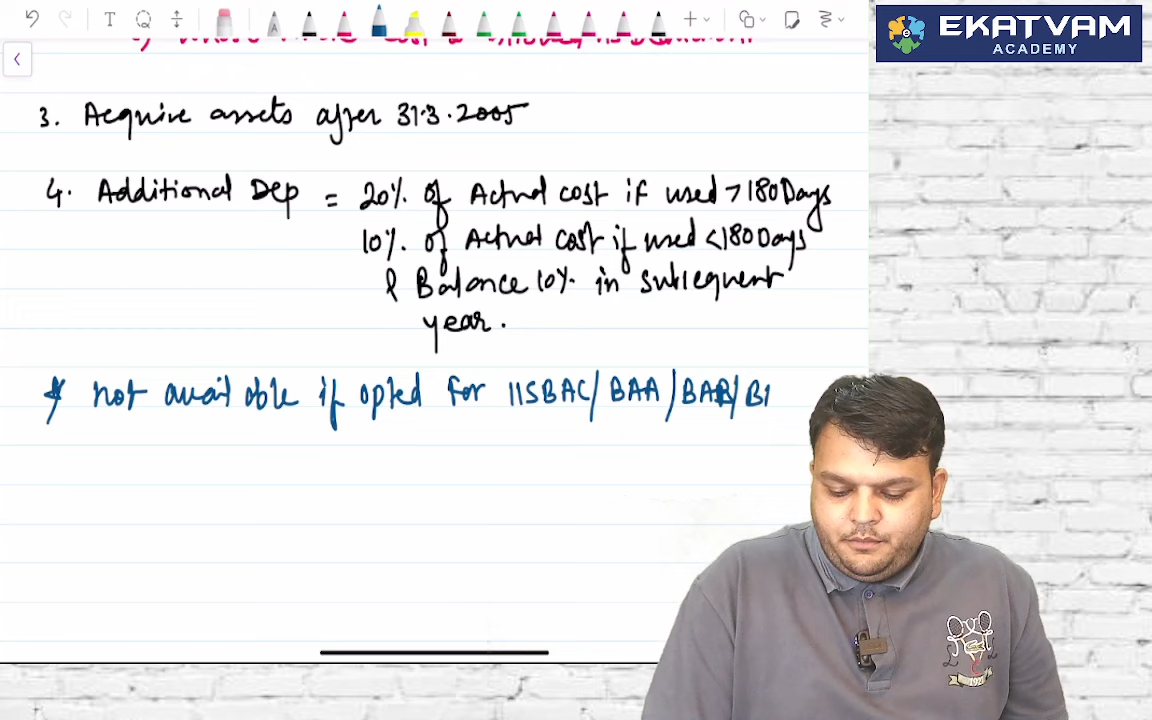 EKATVAM
ACADEMY
3. Acquire assets after 31.3.2005
4. Additional Dep = 20% of Actual cost if used >180 Days
10% of Actual cost if used <180 Days
& Balance 10% in subsequent
year.
* not available if opted for 115BAC/BAA/BAB/BA
1921